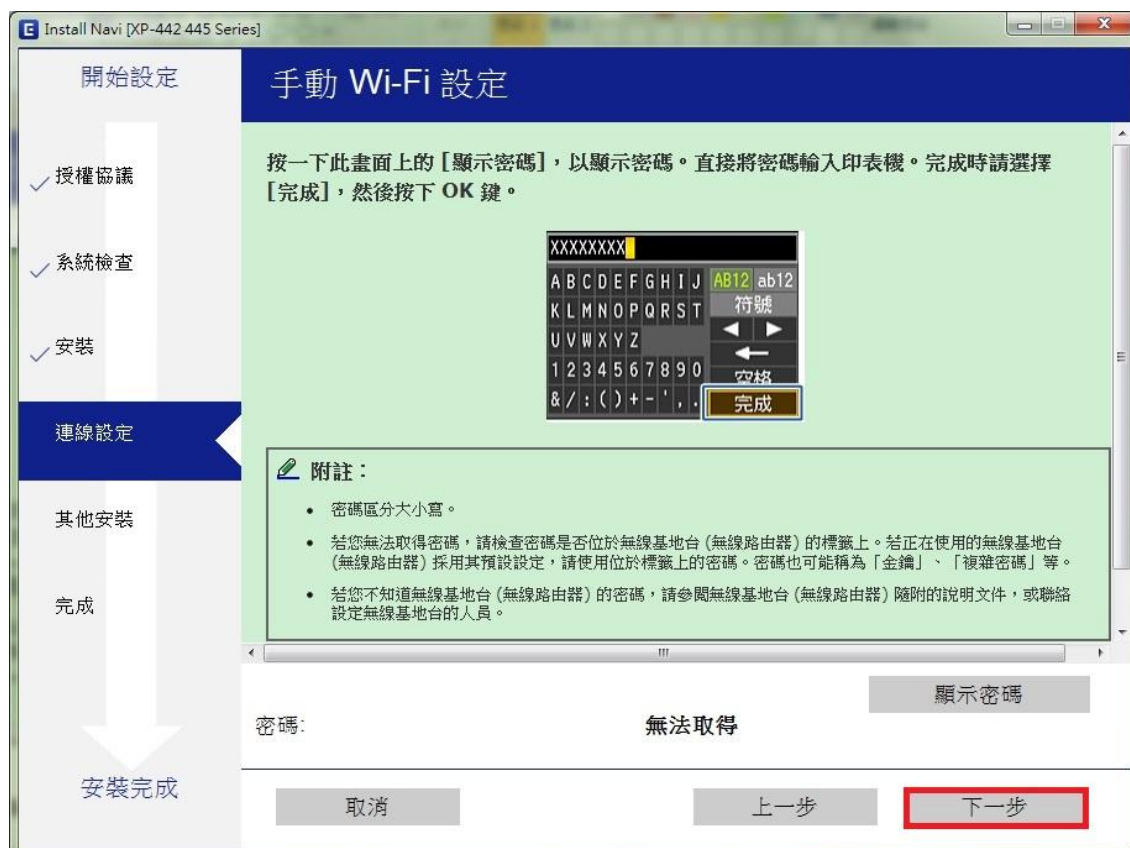 Install Navi [XP-442 445 Series]
開始設定
授權協議
系統檢查
安裝
連線設定
其他安裝
完成
安裝完成
手動 Wi-Fi 設定
按一下此畫面上的 [顯示密碼]，以顯示密碼。直接將密碼輸入印表機。完成時請選擇
[完成]，然後按下 OK 鍵。
XXXXXXXX
A B C D E F G H I J AB12 ab12
K L M N O P Q R S T 符號
U V W X Y Z
1 2 3 4 5 6 7 8 9 0 空格
& / : ( ) + - ' , . 完成
附註：
• 密碼區分大小寫。
• 若您無法取得密碼，請檢查密碼是否位於無線基地台 (無線路由器) 的標籤上。若正在使用的無線基地台
(無線路由器) 採用其預設設定，請使用位於標籤上的密碼。密碼也可能稱為「金鑰」、「複雜密碼」等。
• 若您不知道無線基地台 (無線路由器) 的密碼，請參閱無線基地台 (無線路由器) 隨附的說明文件，或聯絡
設定無線基地台的人員。
顯示密碼
密碼: 無法取得
取消 上一步 下一步